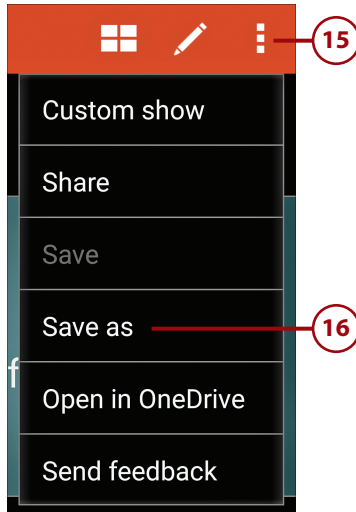 15
Custom show
Share
Save
Save as
16
f
Open in OneDrive
Send feedback